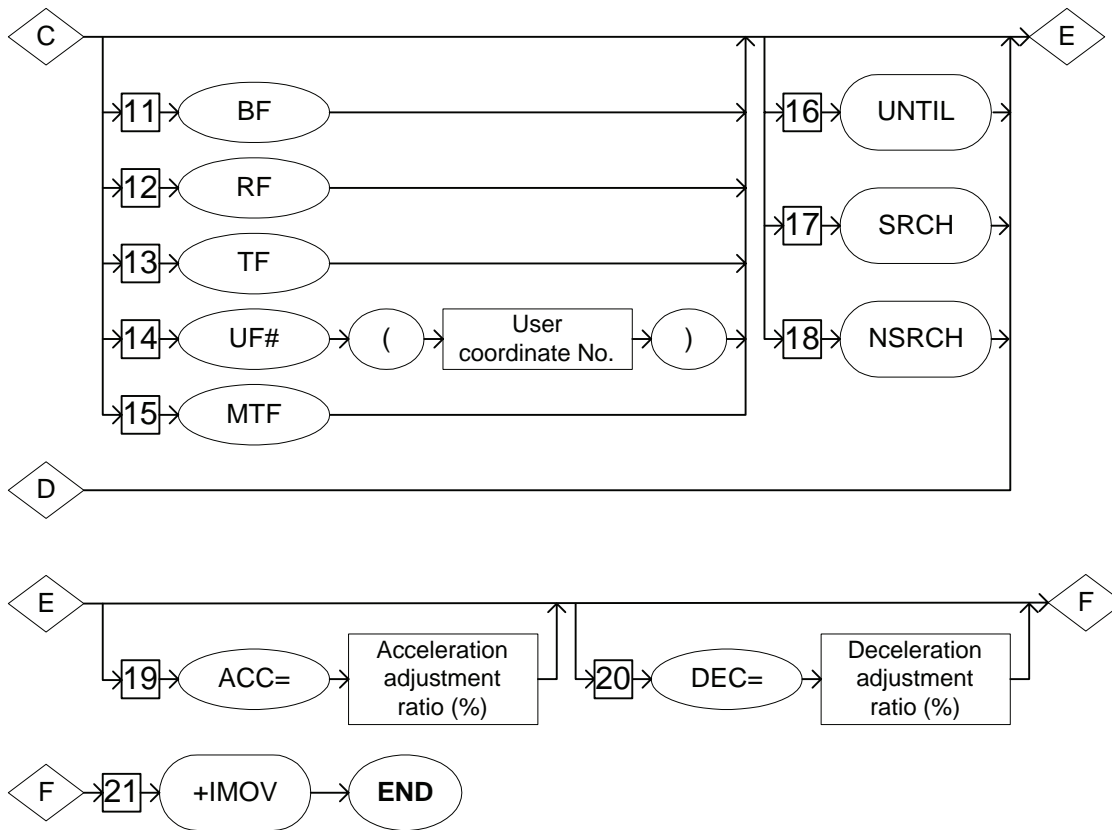 C
E
11
BF
16
UNTIL
12
RF
13
TF
17
SRCH
14
UF#
(
User
coordinate No.
)
18
NSRCH
15
MTF
D
E
F
19
ACC=
Acceleration
adjustment
ratio (%)
20
DEC=
Deceleration
adjustment
ratio (%)
F
21
+IMOV
END